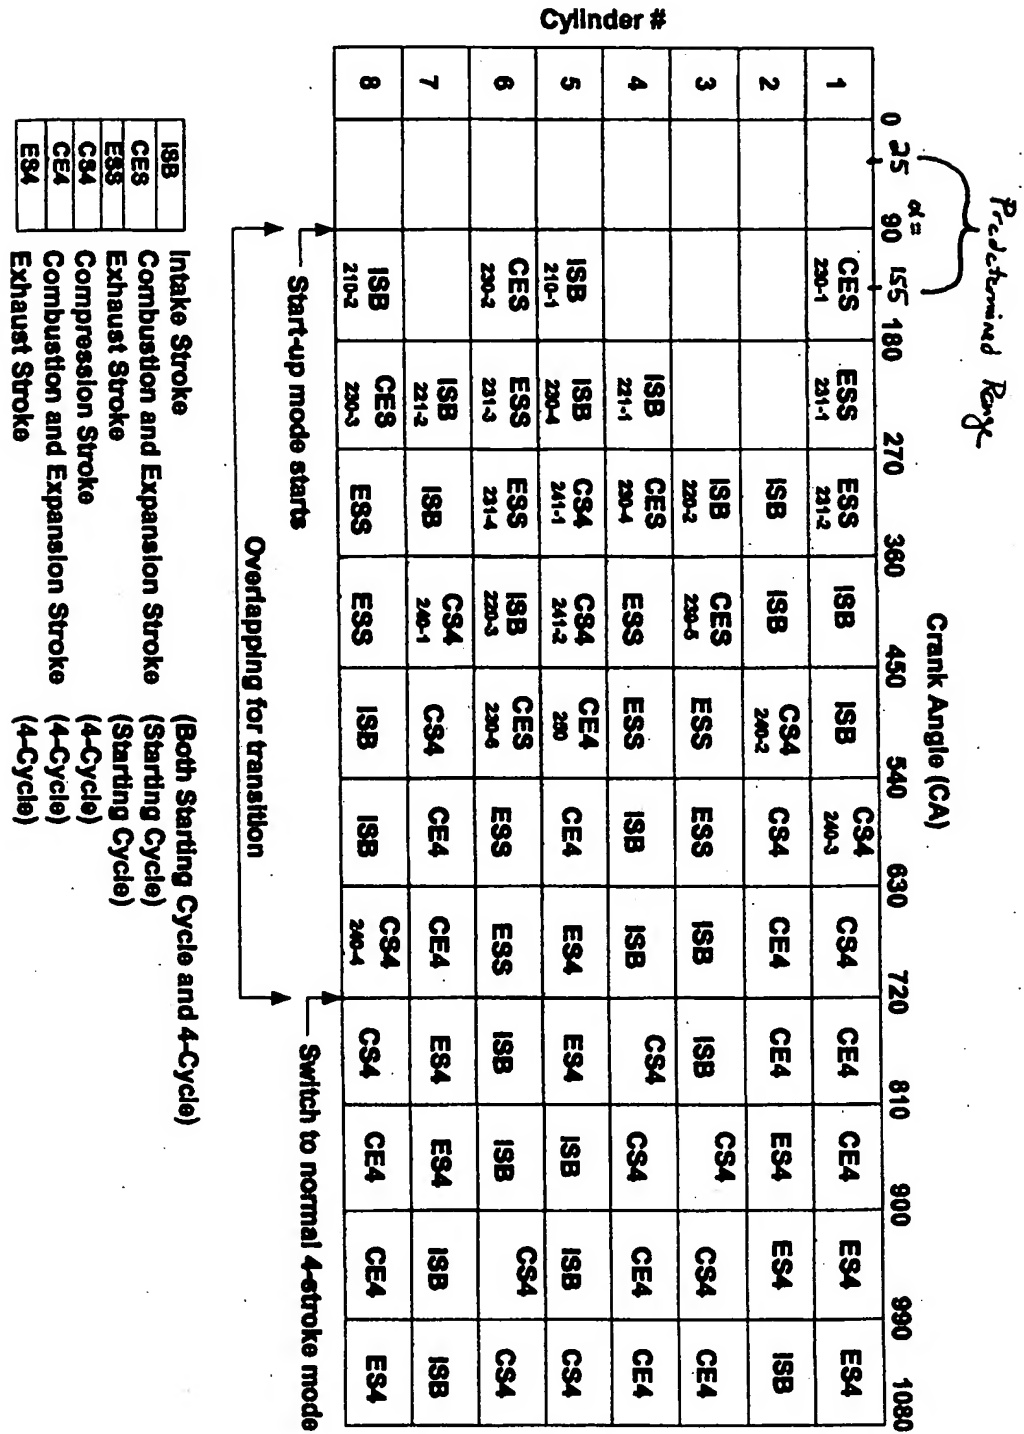 Predetermined Range
Crank Angle (CA)
α =
0 25 90 155 180 270 360 450 540 630 720 810 900 990 1080
Cylinder #
1 CES ESS ESS ISB ISB CS4 CS4 CE4 CE4 ES4 ES4
230-1 231-1 231-2 240-3
2 ISB ISB CS4 CS4 CE4 CE4 ES4 ES4 ISB
240-2
3 ISB CES ESS ESS ISB ISB CS4 CS4 CE4
220-2 230-5
4 ISB CES ESS ESS ISB ISB CS4 CS4 CE4 CE4
221-1 230-4
5 ISB ISB CS4 CS4 CE4 CE4 ES4 ES4 ISB ISB CS4
210-1 230-4 241-1 241-2 250
6 CES ESS ESS ISB CES ESS ESS ISB ISB CS4 CS4
230-2 231-3 231-4 220-3 230-6
7 ISB ISB CS4 CS4 CE4 CE4 ES4 ES4 ISB ISB
221-2 240-1
8 ISB CES ESS ESS ISB ISB CS4 CS4 CE4 CE4 ES4
210-2 230-3 240-4
Start-up mode starts
Switch to normal 4-stroke mode
Overlapping for transition
ISB Intake Stroke (Both Starting Cycle and 4-Cycle)
CES Combustion and Expansion Stroke (Starting Cycle)
ESS Exhaust Stroke (Starting Cycle)
CS4 Compression Stroke (4-Cycle)
CE4 Combustion and Expansion Stroke (4-Cycle)
ES4 Exhaust Stroke (4-Cycle)